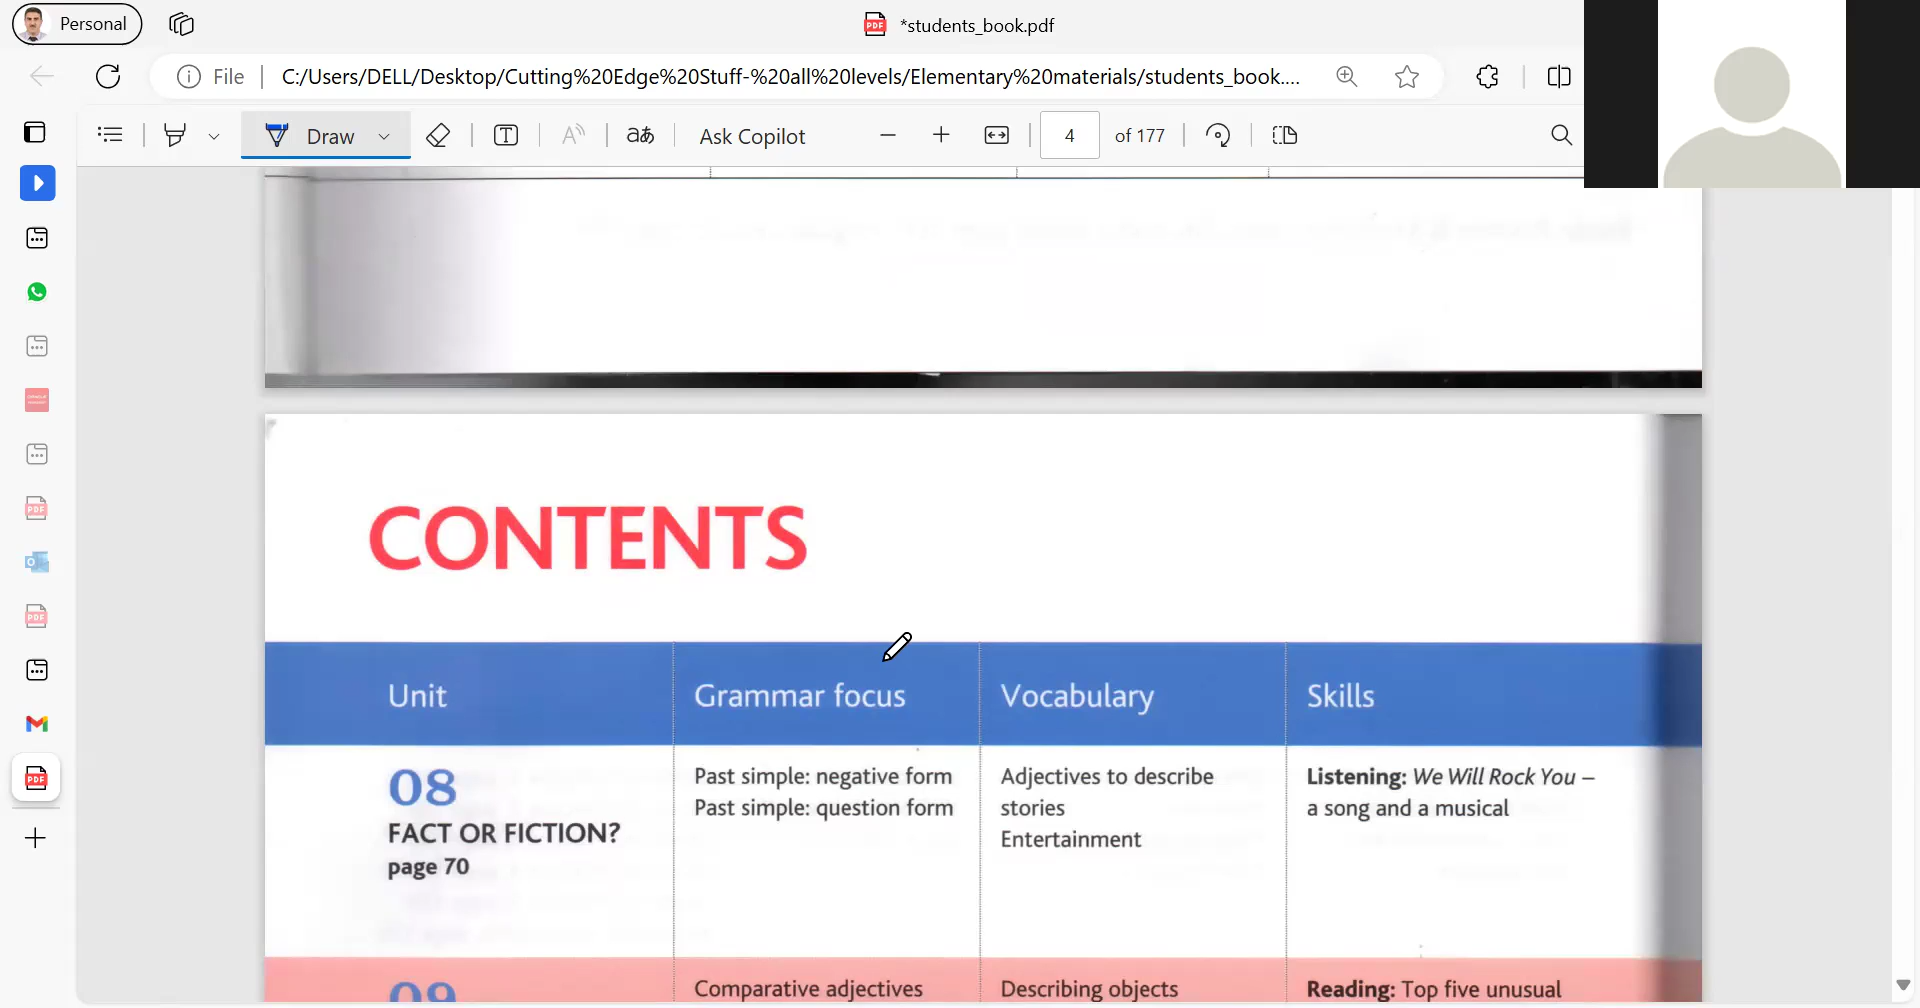 Personal
*students_book.pdf
File
C:/Users/DELL/Desktop/Cutting%20Edge%20Stuff-%20all%20levels/Elementary%20materials/students_book....
Draw
aあ
Ask Copilot
4
of 177
CONTENTS
Unit
Grammar focus
Vocabulary
Skills
08
FACT OR FICTION?
page 70
Past simple: negative form
Past simple: question form
Adjectives to describe
stories
Entertainment
Listening: We Will Rock You –
a song and a musical
09
Comparative adjectives
Describing objects
Reading: Top five unusual